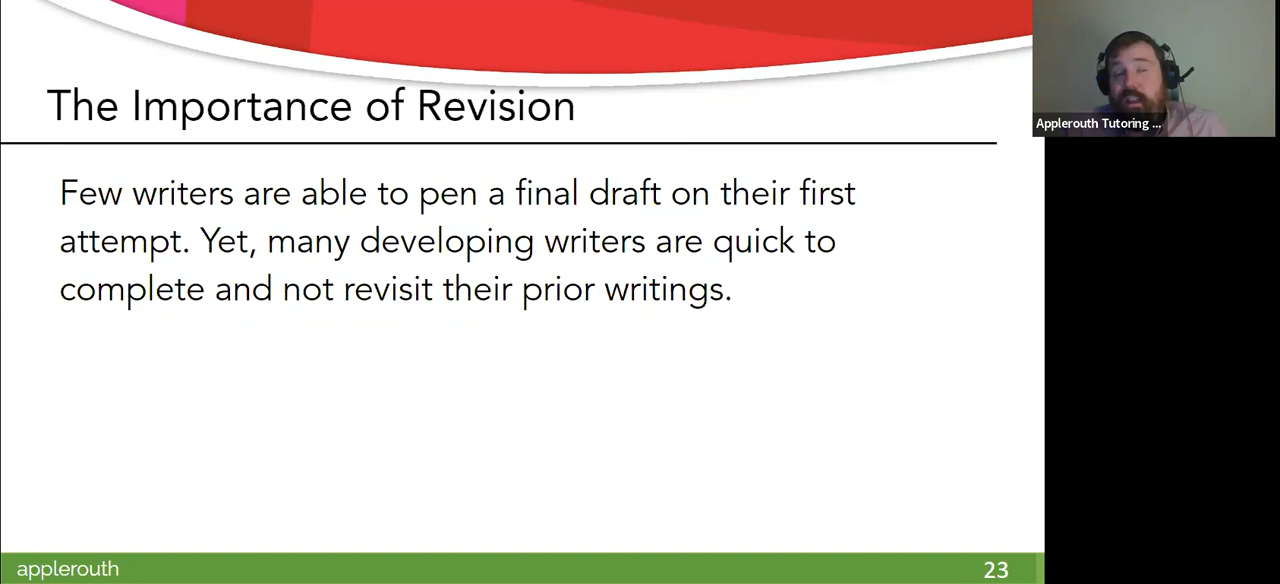 The Importance of Revision
Few writers are able to pen a final draft on their first
attempt. Yet, many developing writers are quick to
complete and not revisit their prior writings.
Applerouth Tutoring ...
applerouth
23